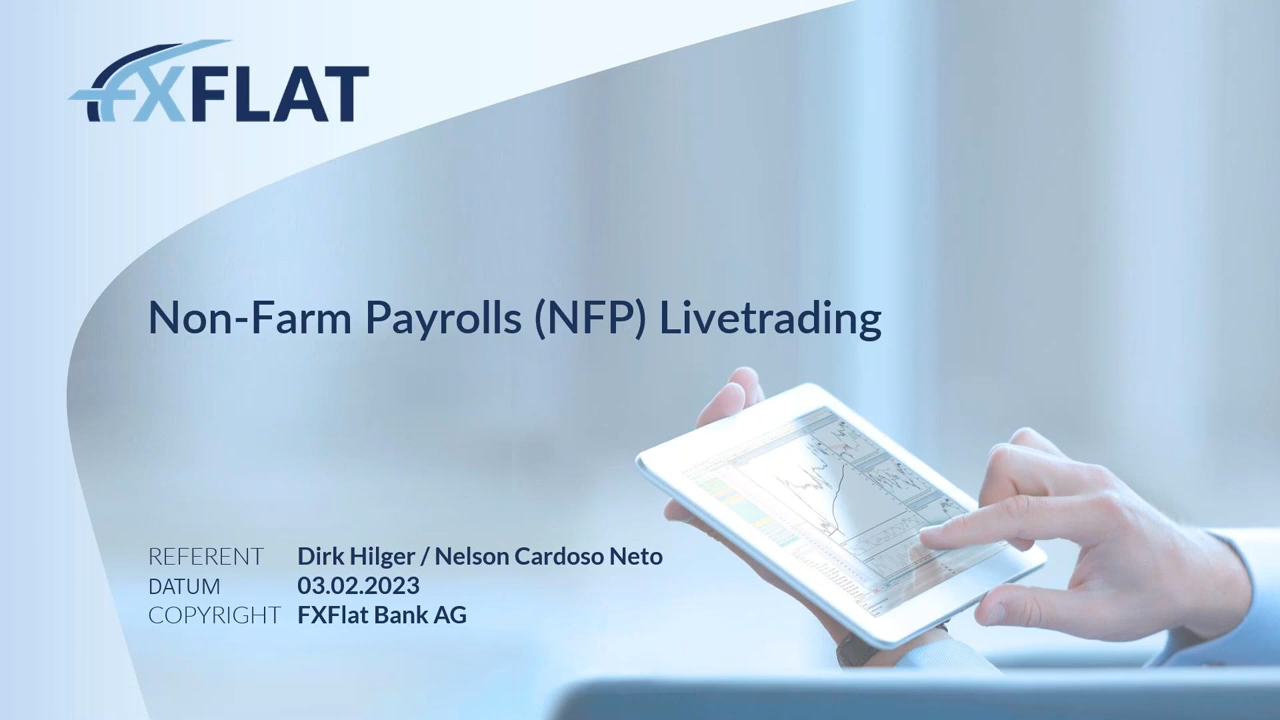 FXFLAT
Non-Farm Payrolls (NFP) Livetrading
REFERENT Dirk Hilger / Nelson Cardoso Neto
DATUM 03.02.2023
COPYRIGHT FXFlat Bank AG